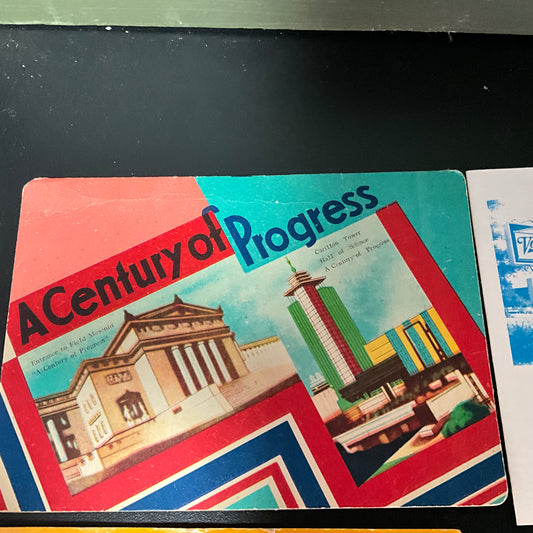 A Century of Progress
Entrance to Field Museum
"A Century of Progress"
Carillon Tower
Hall of Science
A Century of Progress